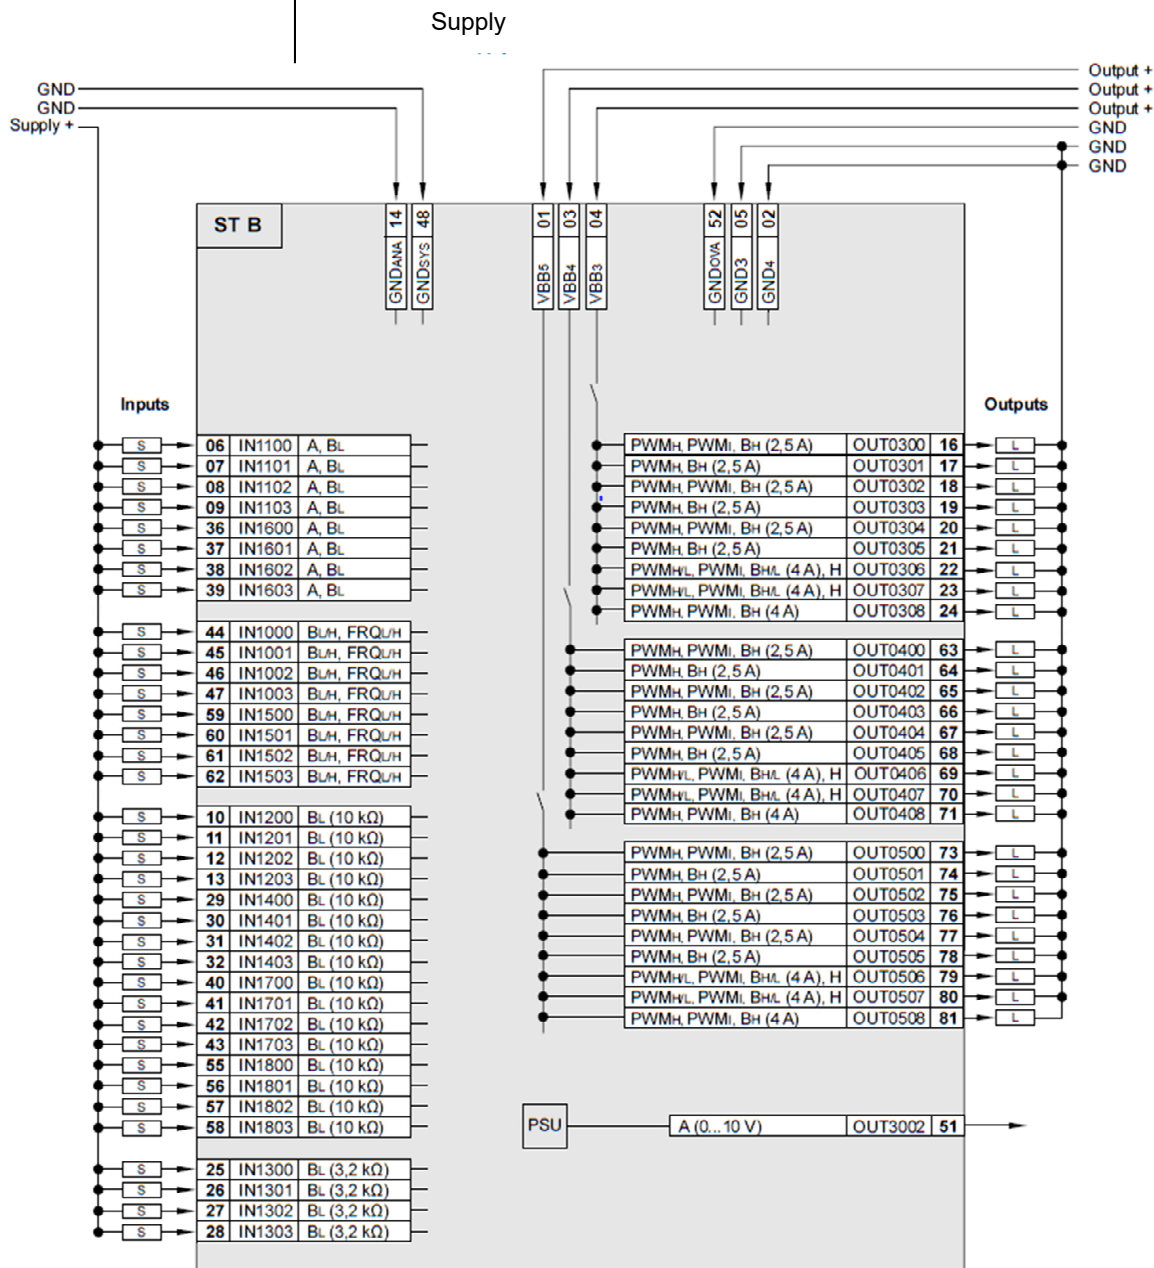 Supply
GND
GND
Supply +
Output +
Output +
Output +
GND
GND
GND
ST B
14 GNDANA
48 GNDSYS
01 VBB5
03 VBB4
04 VBB3
52 GNDOVA
05 GND3
02 GND4
Inputs
S 06 IN1100 A, BL
S 07 IN1101 A, BL
S 08 IN1102 A, BL
S 09 IN1103 A, BL
S 36 IN1600 A, BL
S 37 IN1601 A, BL
S 38 IN1602 A, BL
S 39 IN1603 A, BL
S 44 IN1000 BL/H, FRQL/H
S 45 IN1001 BL/H, FRQL/H
S 46 IN1002 BL/H, FRQL/H
S 47 IN1003 BL/H, FRQL/H
S 59 IN1500 BL/H, FRQL/H
S 60 IN1501 BL/H, FRQL/H
S 61 IN1502 BL/H, FRQL/H
S 62 IN1503 BL/H, FRQL/H
S 10 IN1200 BL (10 kΩ)
S 11 IN1201 BL (10 kΩ)
S 12 IN1202 BL (10 kΩ)
S 13 IN1203 BL (10 kΩ)
S 29 IN1400 BL (10 kΩ)
S 30 IN1401 BL (10 kΩ)
S 31 IN1402 BL (10 kΩ)
S 32 IN1403 BL (10 kΩ)
S 40 IN1700 BL (10 kΩ)
S 41 IN1701 BL (10 kΩ)
S 42 IN1702 BL (10 kΩ)
S 43 IN1703 BL (10 kΩ)
S 55 IN1800 BL (10 kΩ)
S 56 IN1801 BL (10 kΩ)
S 57 IN1802 BL (10 kΩ)
S 58 IN1803 BL (10 kΩ)
S 25 IN1300 BL (3,2 kΩ)
S 26 IN1301 BL (3,2 kΩ)
S 27 IN1302 BL (3,2 kΩ)
S 28 IN1303 BL (3,2 kΩ)
Outputs
PWMH, PWMI, BH (2,5 A) OUT0300 16 L
PWMH, BH (2,5 A) OUT0301 17 L
PWMH, PWMI, BH (2,5 A) OUT0302 18 L
PWMH, BH (2,5 A) OUT0303 19 L
PWMH, PWMI, BH (2,5 A) OUT0304 20 L
PWMH, BH (2,5 A) OUT0305 21 L
PWMH/L, PWMI, BH/L (4 A), H OUT0306 22 L
PWMH/L, PWMI, BH/L (4 A), H OUT0307 23 L
PWMH, PWMI, BH (4 A) OUT0308 24 L
PWMH, PWMI, BH (2,5 A) OUT0400 63 L
PWMH, BH (2,5 A) OUT0401 64 L
PWMH, PWMI, BH (2,5 A) OUT0402 65 L
PWMH, BH (2,5 A) OUT0403 66 L
PWMH, PWMI, BH (2,5 A) OUT0404 67 L
PWMH, BH (2,5 A) OUT0405 68 L
PWMH/L, PWMI, BH/L (4 A), H OUT0406 69 L
PWMH/L, PWMI, BH/L (4 A), H OUT0407 70 L
PWMH, PWMI, BH (4 A) OUT0408 71 L
PWMH, PWMI, BH (2,5 A) OUT0500 73 L
PWMH, BH (2,5 A) OUT0501 74 L
PWMH, PWMI, BH (2,5 A) OUT0502 75 L
PWMH, BH (2,5 A) OUT0503 76 L
PWMH, PWMI, BH (2,5 A) OUT0504 77 L
PWMH, BH (2,5 A) OUT0505 78 L
PWMH/L, PWMI, BH/L (4 A), H OUT0506 79 L
PWMH/L, PWMI, BH/L (4 A), H OUT0507 80 L
PWMH, PWMI, BH (4 A) OUT0508 81 L
PSU A (0...10 V) OUT3002 51